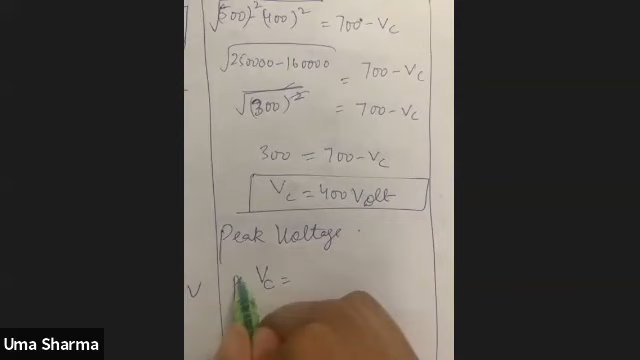 √(500)²-(400)² = 700-Vc
√250000-160000 = 700-Vc
√(300)² = 700-Vc
300 = 700-Vc
Vc = 400 Volt
Peak Voltage.
Vc =
V
Uma Sharma